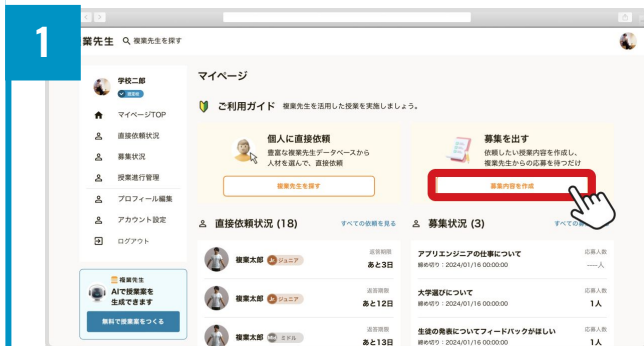 1
業先生 複業先生を探す
学校二郎
マイページTOP
直接依頼状況
募集状況
授業進行管理
プロフィール編集
アカウント設定
ログアウト
複業先生
AIで授業案を
生成できます
無料で授業案をつくる
マイページ
ご利用ガイド 複業先生を活用した授業を実施しましょう。
個人に直接依頼
豊富な複業先生データベースから
人材を選んで、直接依頼
複業先生を探す
募集を出す
依頼したい授業内容を作成し、
複業先生からの応募を待つだけ
募集内容を作成
直接依頼状況 (18) すべての依頼を見る
複業太郎 Jr ジュニア
返答期限
あと3日
複業太郎 Jr ジュニア
返答期限
あと12日
複業太郎 Mid ミドル
返答期限
あと13日
募集状況 (3)
アプリエンジニアの仕事について
締め切り：2024/01/16 00:00:00
応募人数
--人
大学選びについて
締め切り：2024/01/16 00:00:00
応募人数
1人
生徒の発表についてフィードバックがほしい
締め切り：2024/01/16 00:00:00
応募人数
1人